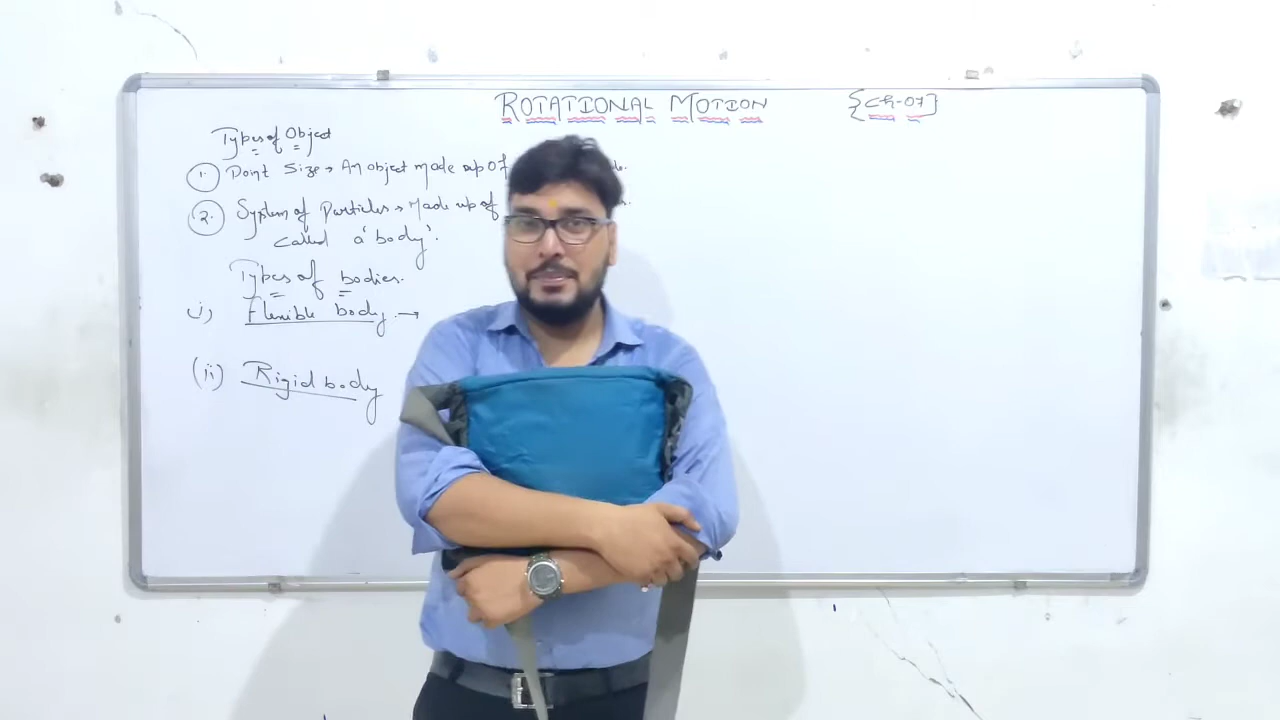 ROTATIONAL MOTION {Ch-07}
Types of Object
1. Point Size → An object made up of
2. System of Particles → Made up of
called a 'body'.
Types of bodies.
i) Flexible body. →
(ii) Rigid body